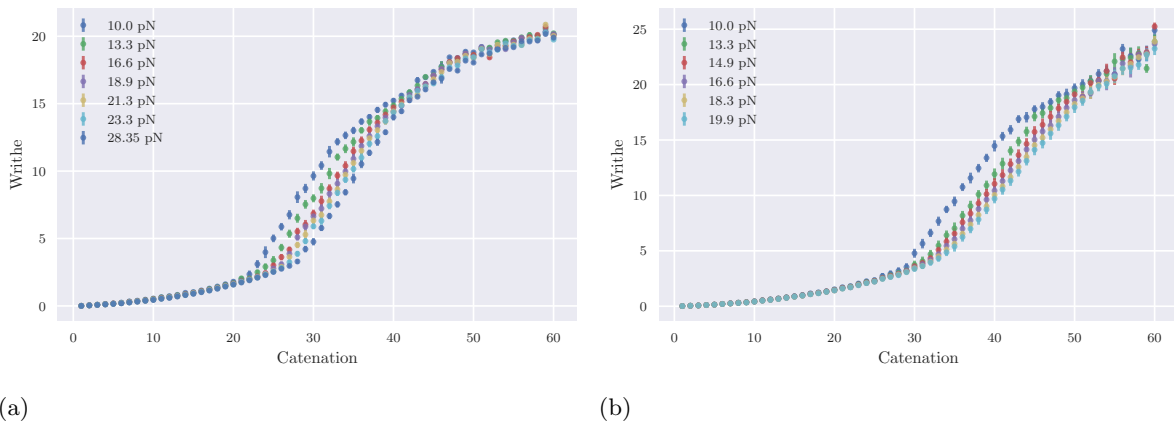 10.0 pN
13.3 pN
16.6 pN
18.9 pN
21.3 pN
23.3 pN
28.35 pN
20
15
10
5
0
Writhe
0 10 20 30 40 50 60
Catenation
(a)
10.0 pN
13.3 pN
14.9 pN
16.6 pN
18.3 pN
19.9 pN
25
20
15
10
5
0
Writhe
0 10 20 30 40 50 60
Catenation
(b)